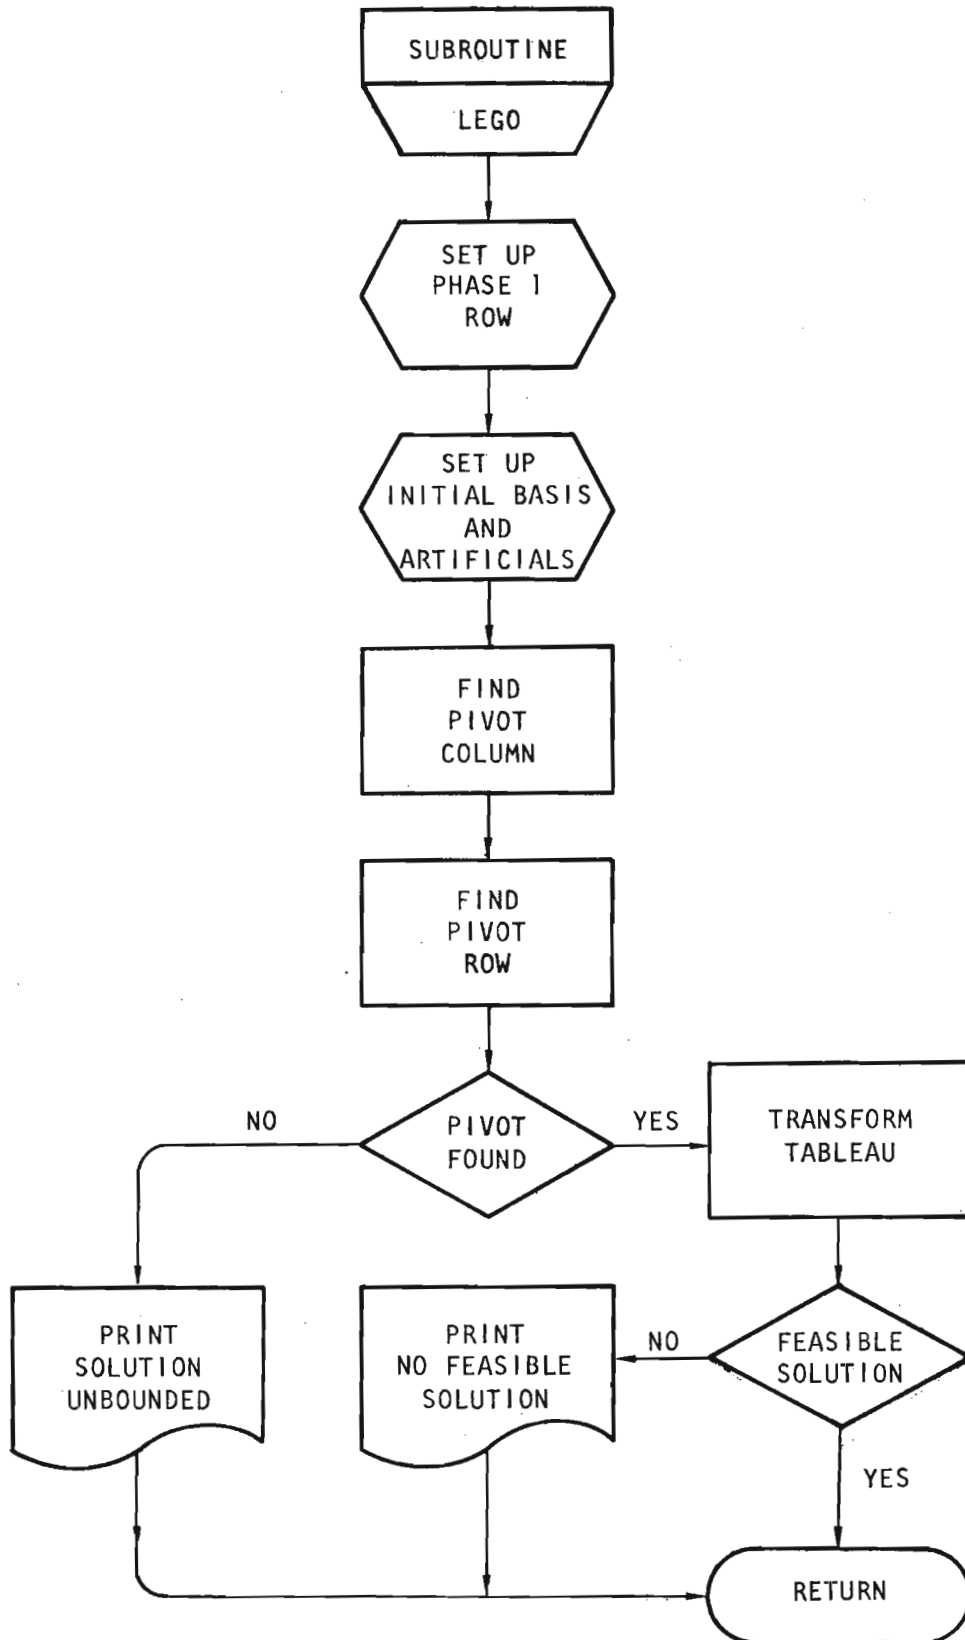 SUBROUTINE
LEGO
SET UP
PHASE 1
ROW
SET UP
INITIAL BASIS
AND
ARTIFICIALS
FIND
PIVOT
COLUMN
FIND
PIVOT
ROW
NO
PIVOT
FOUND
YES
TRANSFORM
TABLEAU
PRINT
SOLUTION
UNBOUNDED
PRINT
NO FEASIBLE
SOLUTION
NO
FEASIBLE
SOLUTION
YES
RETURN